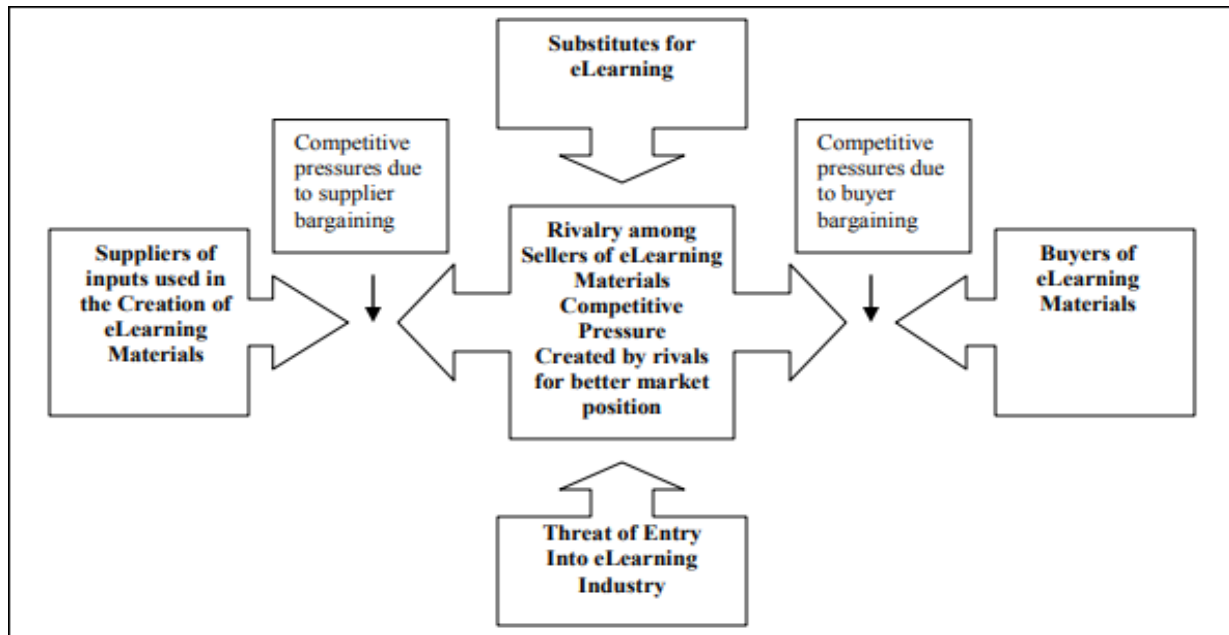 Substitutes for
eLearning
Competitive
pressures due
to supplier
bargaining
Competitive
pressures due
to buyer
bargaining
Suppliers of
inputs used in
the Creation of
eLearning
Materials
Rivalry among
Sellers of eLearning
Materials
Competitive
Pressure
Created by rivals
for better market
position
Buyers of
eLearning
Materials
Threat of Entry
Into eLearning
Industry